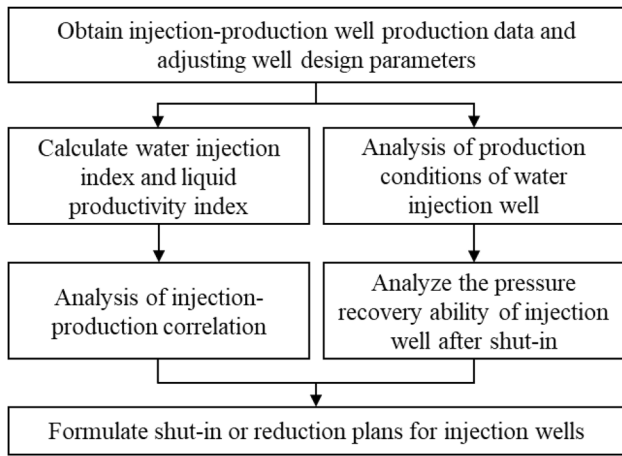 Obtain injection-production well production data and
adjusting well design parameters
Calculate water injection
index and liquid
productivity index
Analysis of production
conditions of water
injection well
Analysis of injection-
production correlation
Analyze the pressure
recovery ability of injection
well after shut-in
Formulate shut-in or reduction plans for injection wells